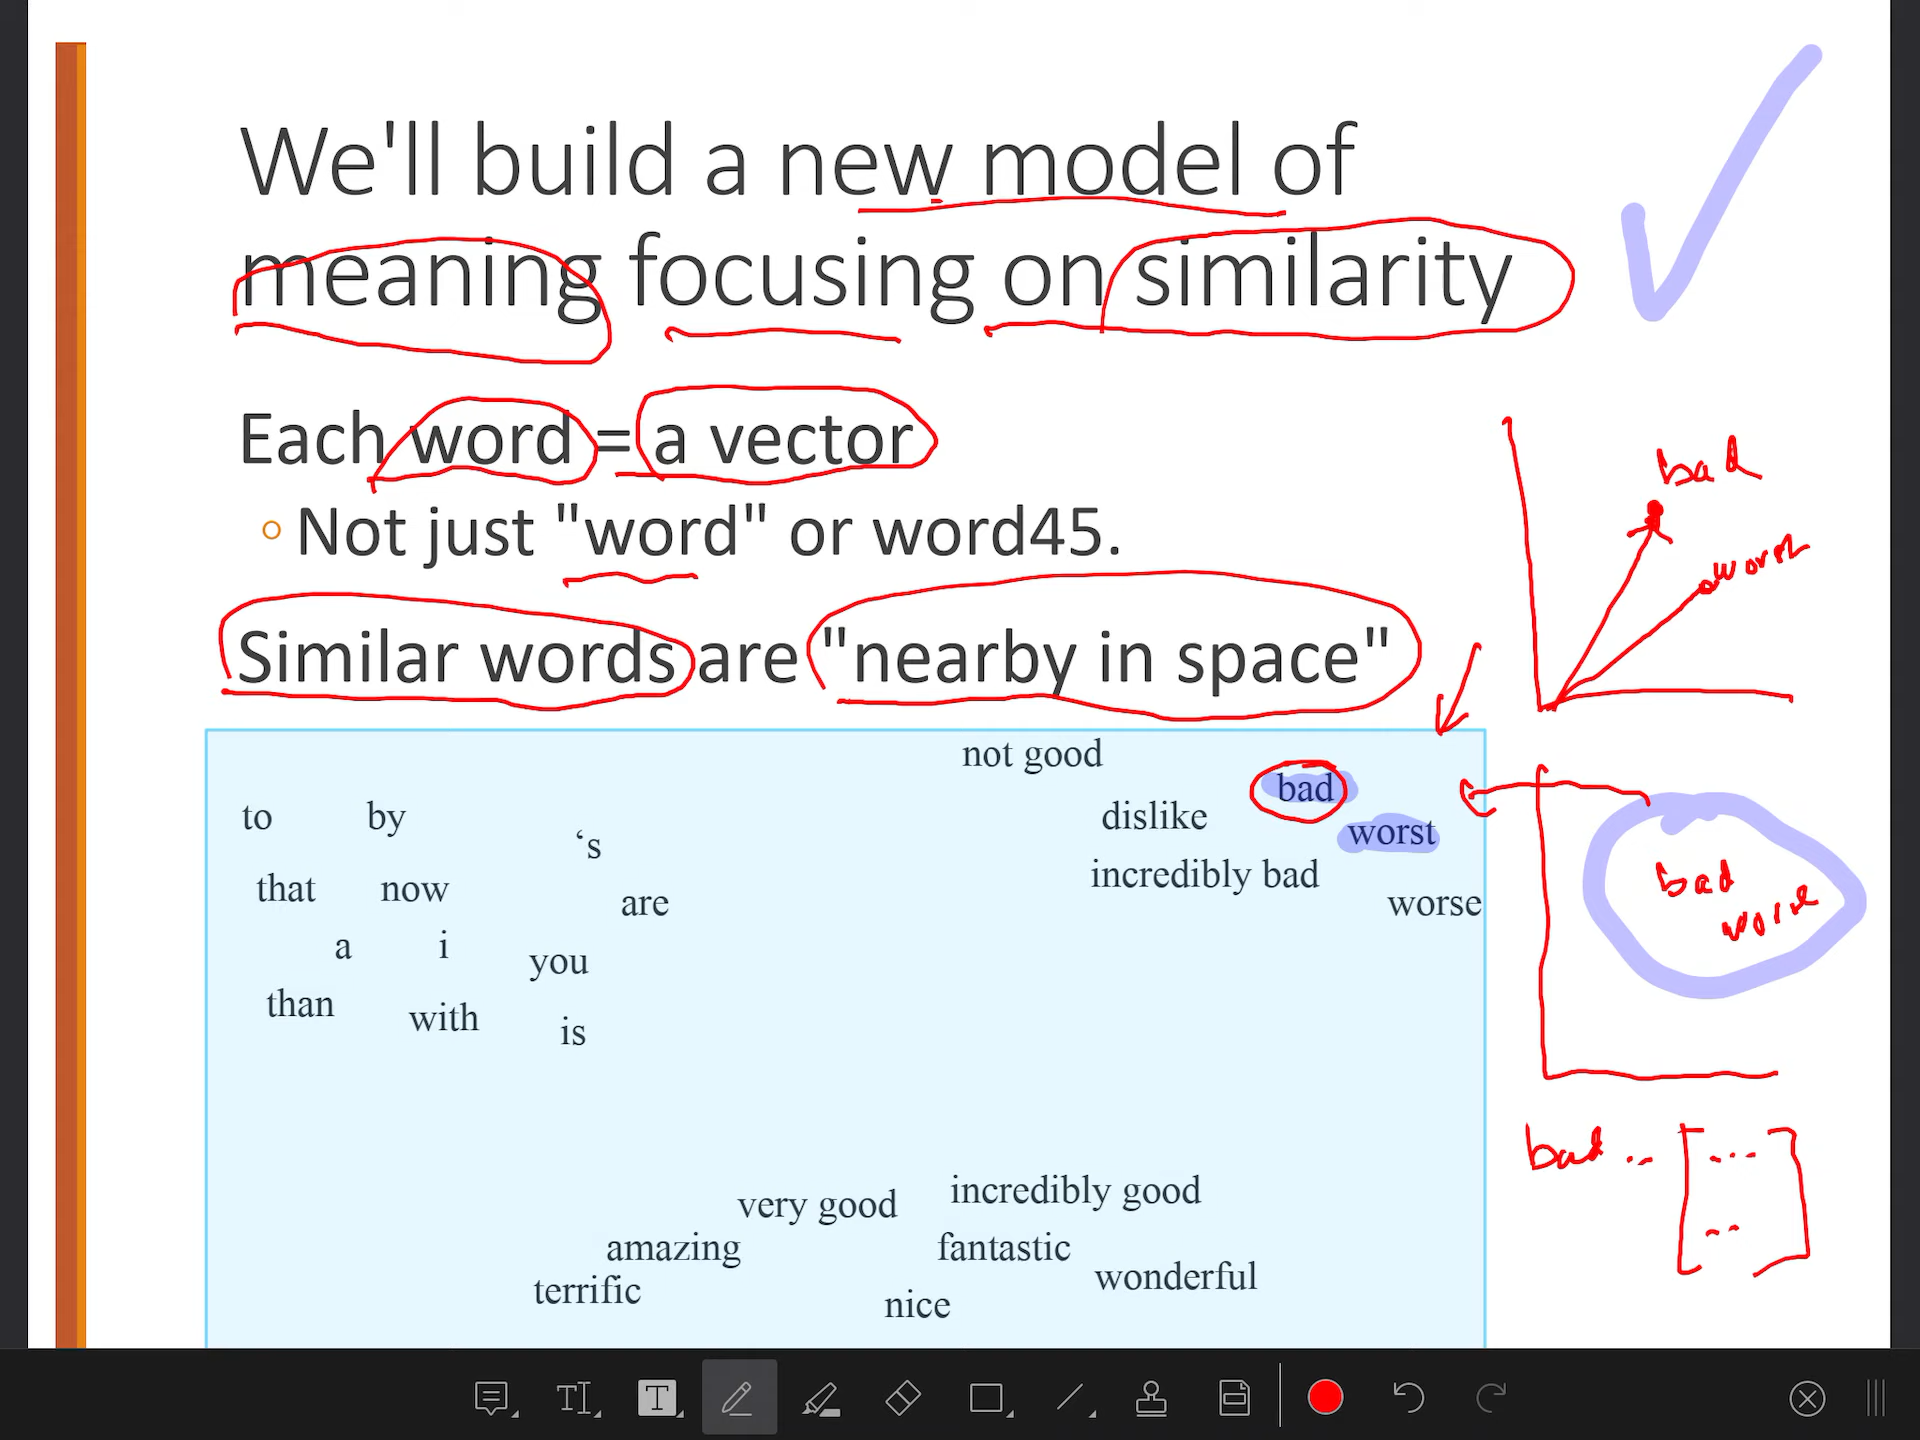 We'll build a new model of
meaning focusing on similarity
Each word = a vector
Not just "word" or word45.
Similar words are "nearby in space"
bad
worst
not good
bad
to by dislike
's worst
that now incredibly bad
are worse
a i
you
than with
is
bad
worse
bad .. [ ... .. ]
very good incredibly good
amazing fantastic
terrific wonderful
nice